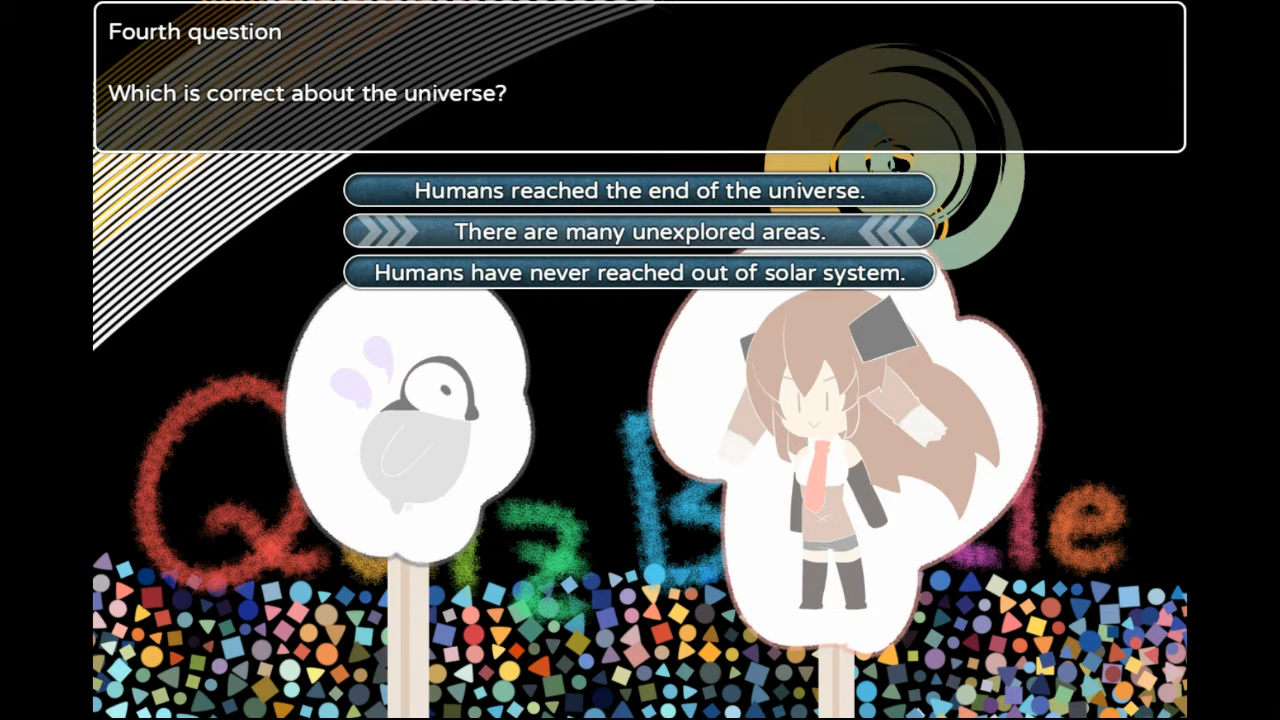 Fourth question
Which is correct about the universe?
Humans reached the end of the universe.
There are many unexplored areas.
Humans have never reached out of solar system.